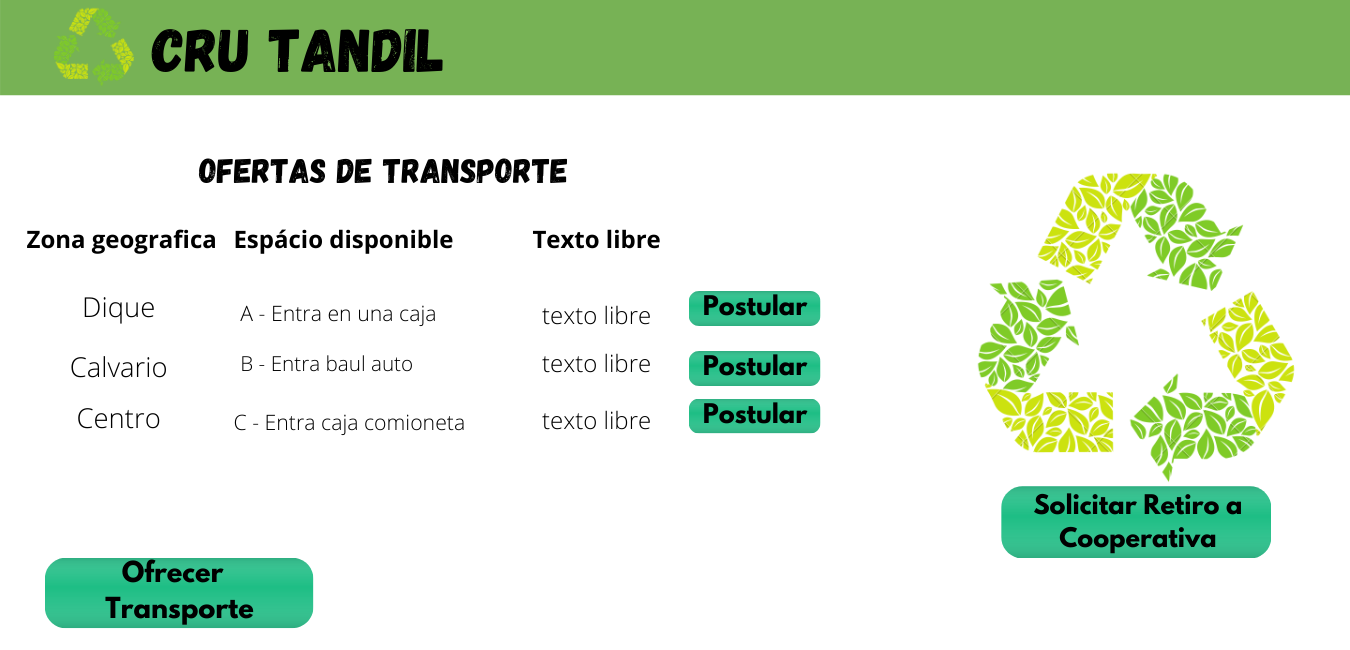 CRU TANDIL
OFERTAS DE TRANSPORTE
Zona geografica Espácio disponible Texto libre
Dique A - Entra en una caja texto libre Postular
Calvario B - Entra baul auto texto libre Postular
Centro C - Entra caja comioneta texto libre Postular
Solicitar Retiro a
Cooperativa
Ofrecer
Transporte